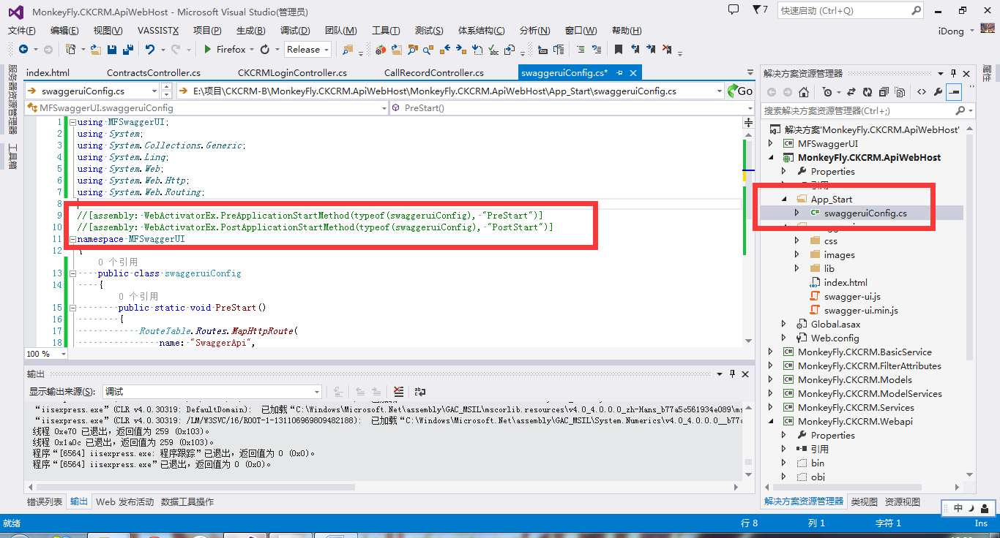 MonkeyFly.CKCRM.ApiWebHost - Microsoft Visual Studio(管理员)
7
快速启动 (Ctrl+Q)
文件(F) 编辑(E) 视图(V) VASSISTX 项目(P) 生成(B) 调试(D) 团队(M) 工具(T) 测试(S) 体系结构(C) 分析(N) 窗口(W) 帮助(H)
iDong
Firefox
Release
服务器资源管理器
工具箱
index.html ContractsController.cs CKCRMLoginController.cs CallRecordController.cs swaggeruiConfig.cs*
swaggeruiConfig.cs
E:\项目\CKCRM-B\MonkeyFly.CKCRM.ApiWebHost\MonkeyFly.CKCRM.ApiWebHost\App_Start\swaggeruiConfig.cs
Go
MFSwaggerUI.swaggeruiConfig
PreStart()
1 using MFSwaggerUI;
2 using System;
3 using System.Collections.Generic;
4 using System.Linq;
5 using System.Web;
6 using System.Web.Http;
7 using System.Web.Routing;
8
9 //[assembly: WebActivatorEx.PreApplicationStartMethod(typeof(swaggeruiConfig), "PreStart")]
10 //[assembly: WebActivatorEx.PostApplicationStartMethod(typeof(swaggeruiConfig), "PostStart")]
11 namespace MFSwaggerUI
12 {
0 个引用
13 public class swaggeruiConfig
14 {
0 个引用
15 public static void PreStart()
16 {
17 RouteTable.Routes.MapHttpRoute(
18 name: "SwaggerApi",
100 %
输出
显示输出来源(S): 调试
“iisexpress.exe”(CLR v4.0.30319: DefaultDomain): 已加载“C:\Windows\Microsoft.Net\assembly\GAC_MSIL\mscorlib.resources\v4.0_4.0.0.0_zh-Hans_b77a5c561934e089\ms
“iisexpress.exe”(CLR v4.0.30319: /LM/W3SVC/16/ROOT-1-131106969809482188): 已加载“C:\Windows\Microsoft.Net\assembly\GAC_MSIL\System.Numerics\v4.0_4.0.0.0__b77a
线程 0xe70 已退出，返回值为 259 (0x103)。
线程 0x1a0c 已退出，返回值为 259 (0x103)。
程序“[6564] iisexpress.exe: 程序跟踪”已退出，返回值为 0 (0x0)。
程序“[6564] iisexpress.exe”已退出，返回值为 0 (0x0)。
错误列表 输出 Web 发布活动 数据工具操作
解决方案资源管理器
搜索解决方案资源管理器(Ctrl+;)
解决方案'MonkeyFly.CKCRM.ApiWebHost'
MFSwaggerUI
MonkeyFly.CKCRM.ApiWebHost
Properties
引用
App_Start
swaggeruiConfig.cs
css
images
lib
index.html
swagger-ui.js
swagger-ui.min.js
Global.asax
Web.config
MonkeyFly.CKCRM.BasicService
MonkeyFly.CKCRM.FilterAttributes
MonkeyFly.CKCRM.Models
MonkeyFly.CKCRM.ModelServices
MonkeyFly.CKCRM.Services
MonkeyFly.CKCRM.Webapi
Properties
引用
bin
obj
解决方案资源管理器 类视图 资源视图
属性
中
就绪 行 8 列 1 字符 1 Ins